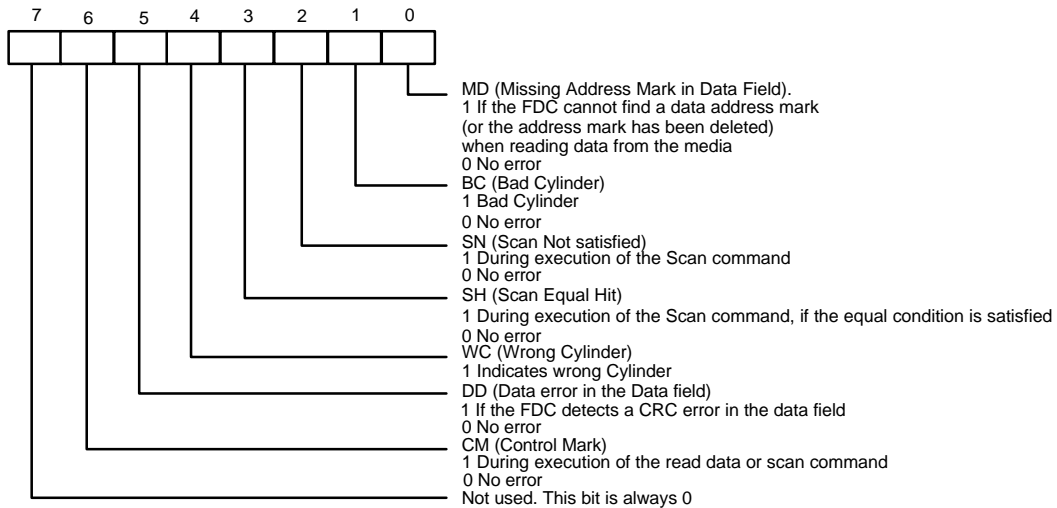 7 6 5 4 3 2 1 0
MD (Missing Address Mark in Data Field).
1 If the FDC cannot find a data address mark
(or the address mark has been deleted)
when reading data from the media
0 No error
BC (Bad Cylinder)
1 Bad Cylinder
0 No error
SN (Scan Not satisfied)
1 During execution of the Scan command
0 No error
SH (Scan Equal Hit)
1 During execution of the Scan command, if the equal condition is satisfied
0 No error
WC (Wrong Cylinder)
1 Indicates wrong Cylinder
DD (Data error in the Data field)
1 If the FDC detects a CRC error in the data field
0 No error
CM (Control Mark)
1 During execution of the read data or scan command
0 No error
Not used. This bit is always 0